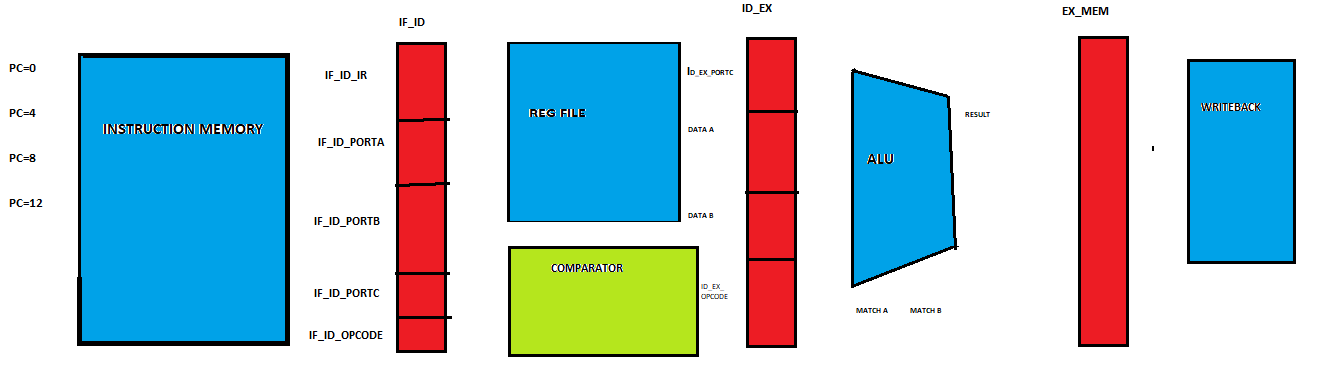 IF_ID
ID_EX
EX_MEM
PC=0
PC=4
PC=8
PC=12
INSTRUCTION MEMORY
IF_ID_IR
IF_ID_PORTA
IF_ID_PORTB
IF_ID_PORTC
IF_ID_OPCODE
REG FILE
COMPARATOR
ID_EX_PORTC
DATA A
DATA B
ID_EX_
OPCODE
ALU
RESULT
MATCH A
MATCH B
WRITEBACK